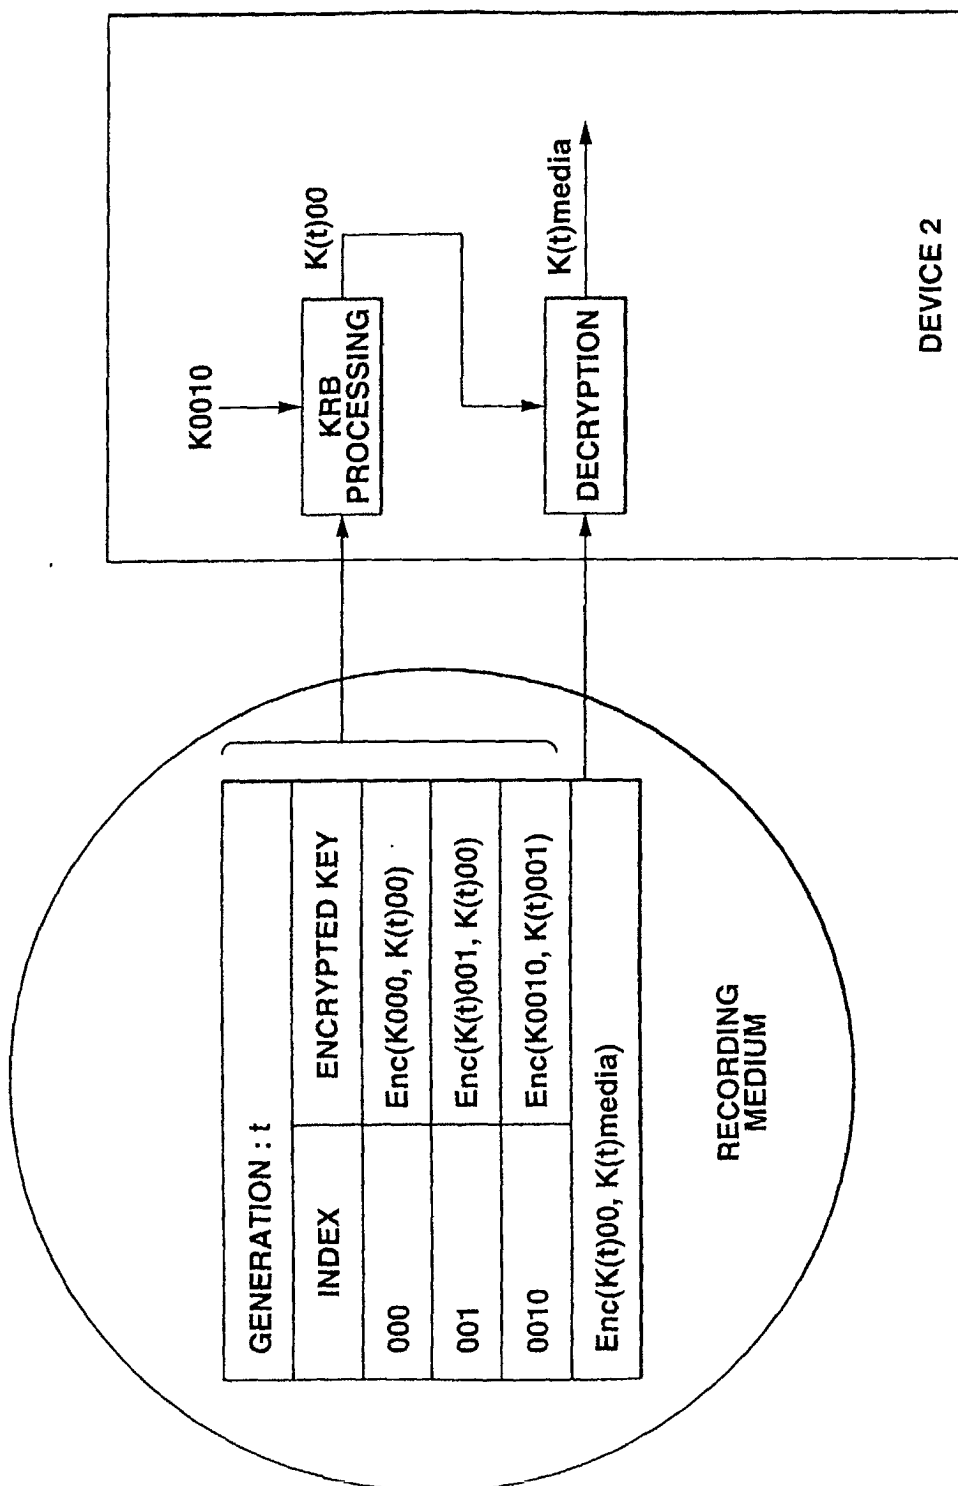 GENERATION : t
INDEX ENCRYPTED KEY
000 Enc(K000, K(t)00)
001 Enc(K(t)001, K(t)00)
0010 Enc(K0010, K(t)001)
Enc(K(t)00, K(t)media)
RECORDING
MEDIUM
K0010
KRB
PROCESSING
K(t)00
DECRYPTION
K(t)media
DEVICE 2